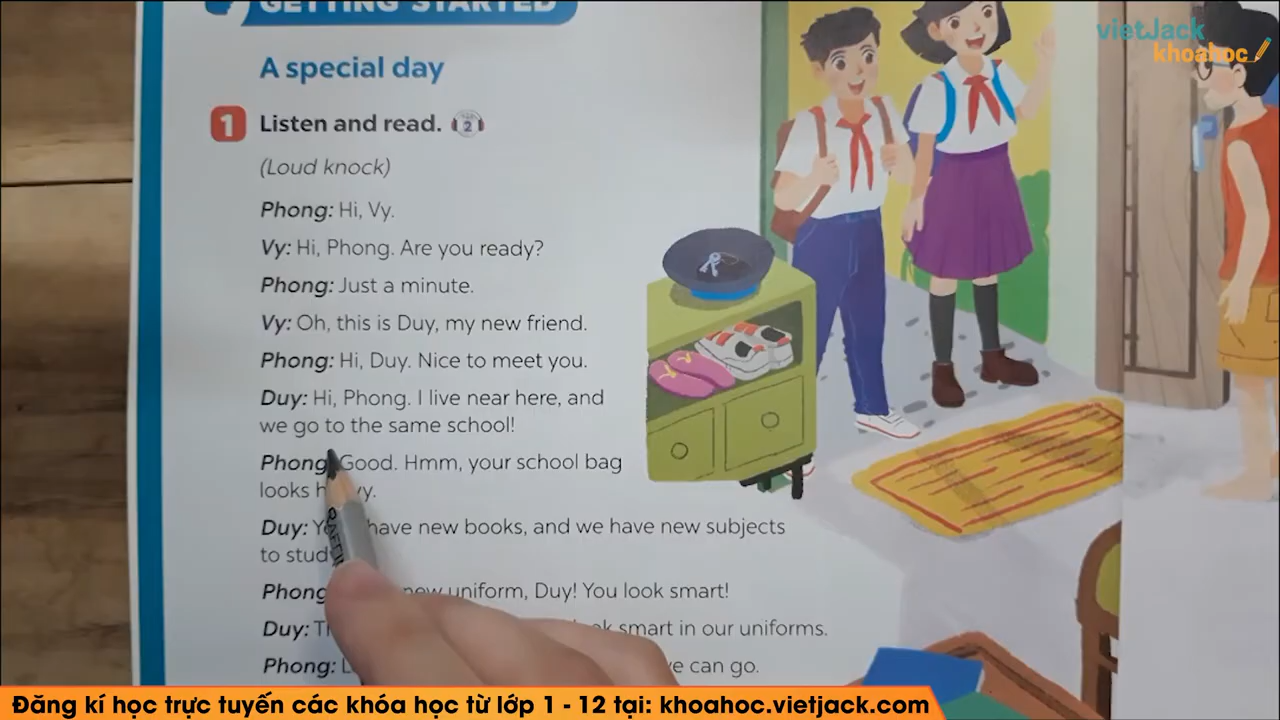 GETTING STARTED
vietJack
khoahoc
A special day
1 Listen and read. 2
(Loud knock)
Phong: Hi, Vy.
Vy: Hi, Phong. Are you ready?
Phong: Just a minute.
Vy: Oh, this is Duy, my new friend.
Phong: Hi, Duy. Nice to meet you.
Duy: Hi, Phong. I live near here, and
we go to the same school!
Phong: Good. Hmm, your school bag
looks
Duy: have new books, and we have new subjects
to
Phong new uniform, Duy! You look smart!
Duy: smart in our uniforms.
Phong: can go.
Đăng kí học trực tuyến các khóa học từ lớp 1 - 12 tại: khoahoc.vietjack.com